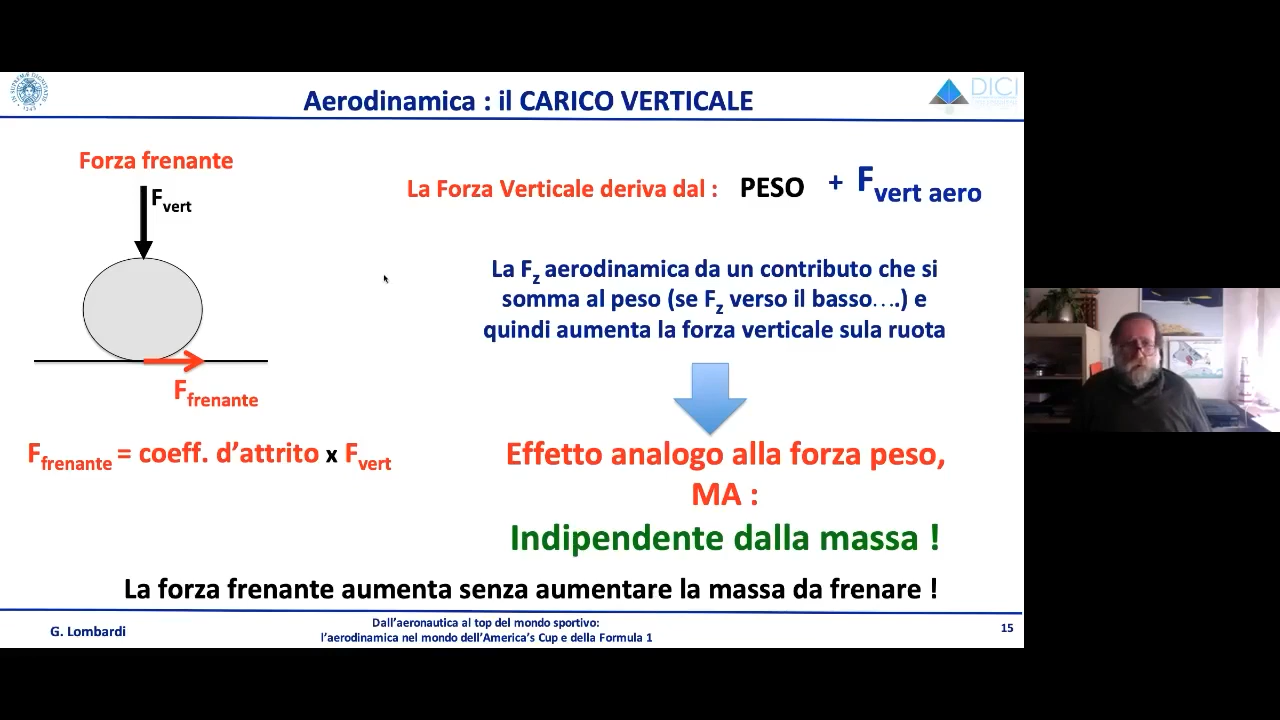 Aerodinamica : il CARICO VERTICALE
DICI
Forza frenante
Fvert
La Forza Verticale deriva dal : PESO + Fvert aero
La Fz aerodinamica da un contributo che si
somma al peso (se Fz verso il basso….) e
quindi aumenta la forza verticale sula ruota
Ffrenante
Ffrenante = coeff. d’attrito x Fvert
Effetto analogo alla forza peso,
MA :
Indipendente dalla massa !
La forza frenante aumenta senza aumentare la massa da frenare !
G. Lombardi
Dall’aeronautica al top del mondo sportivo:
l’aerodinamica nel mondo dell’America’s Cup e della Formula 1
15